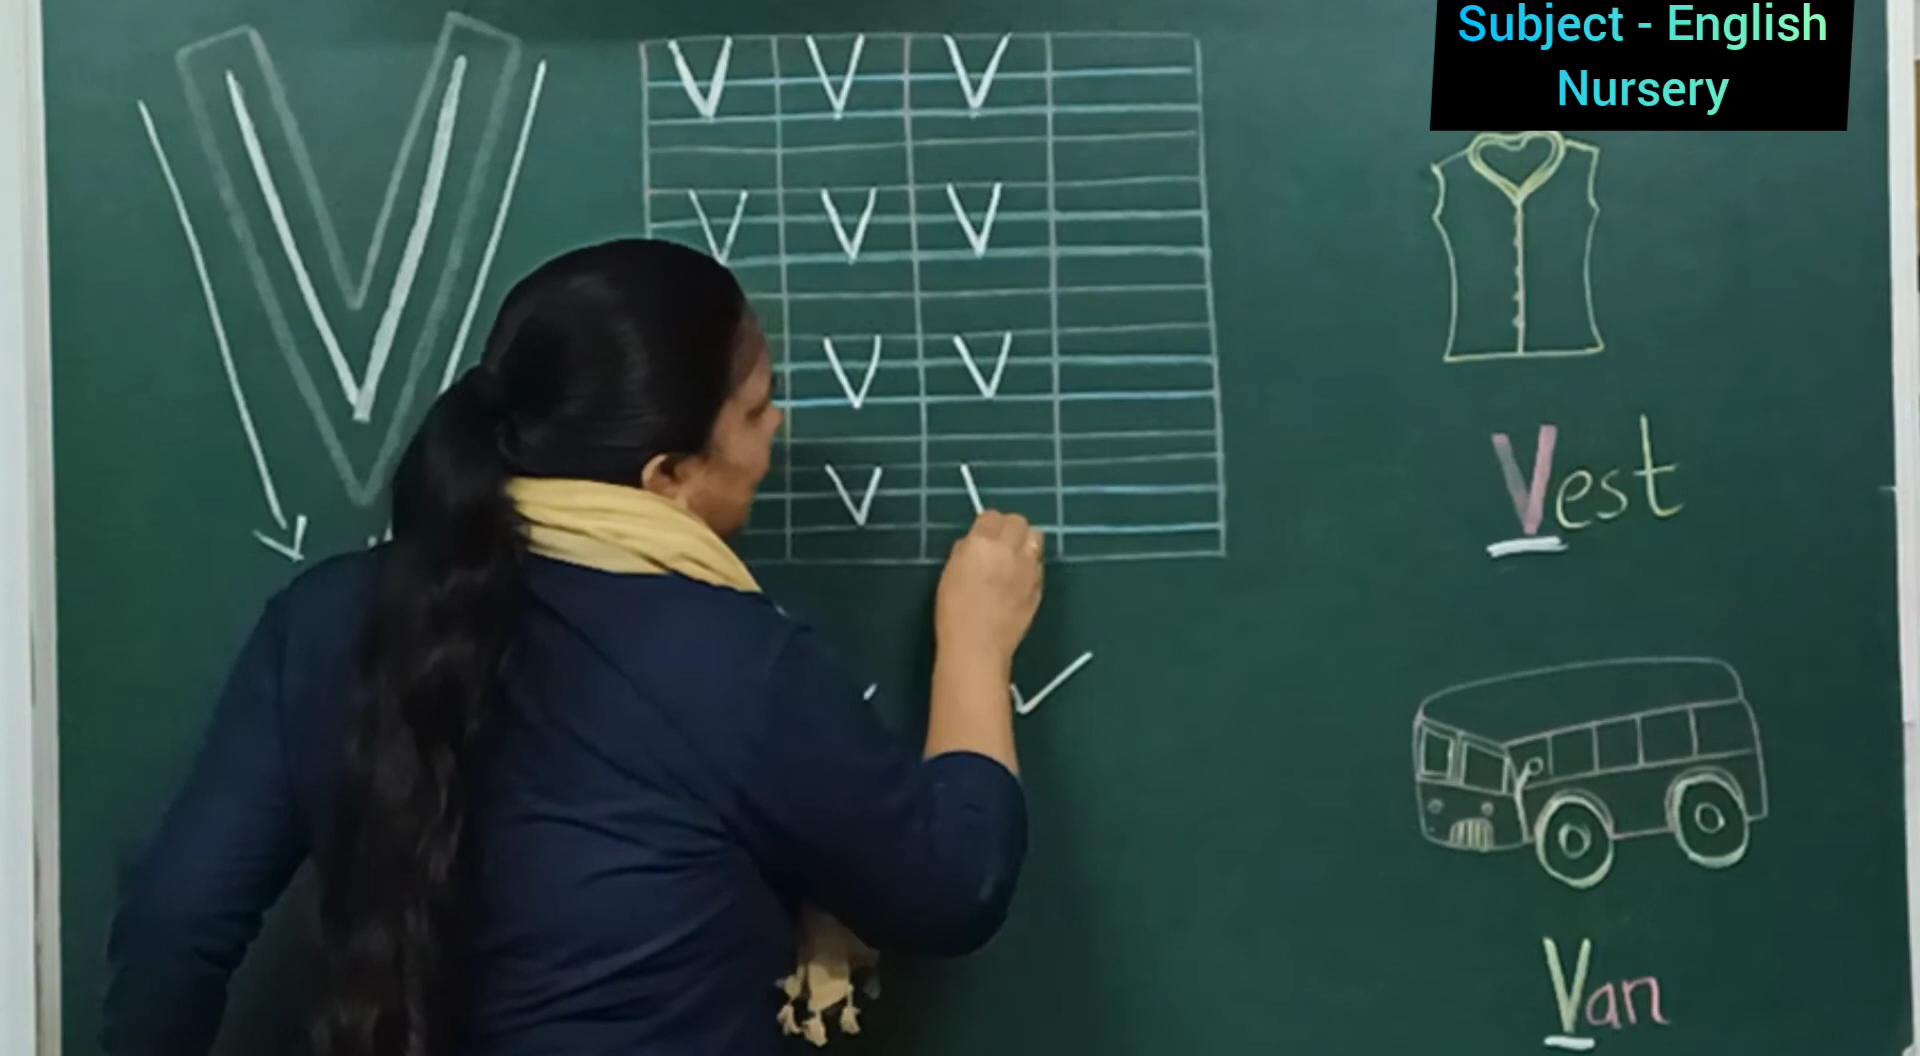 Subject - English
Nursery
V
V V V
V V V
V V
V
Vest
Van